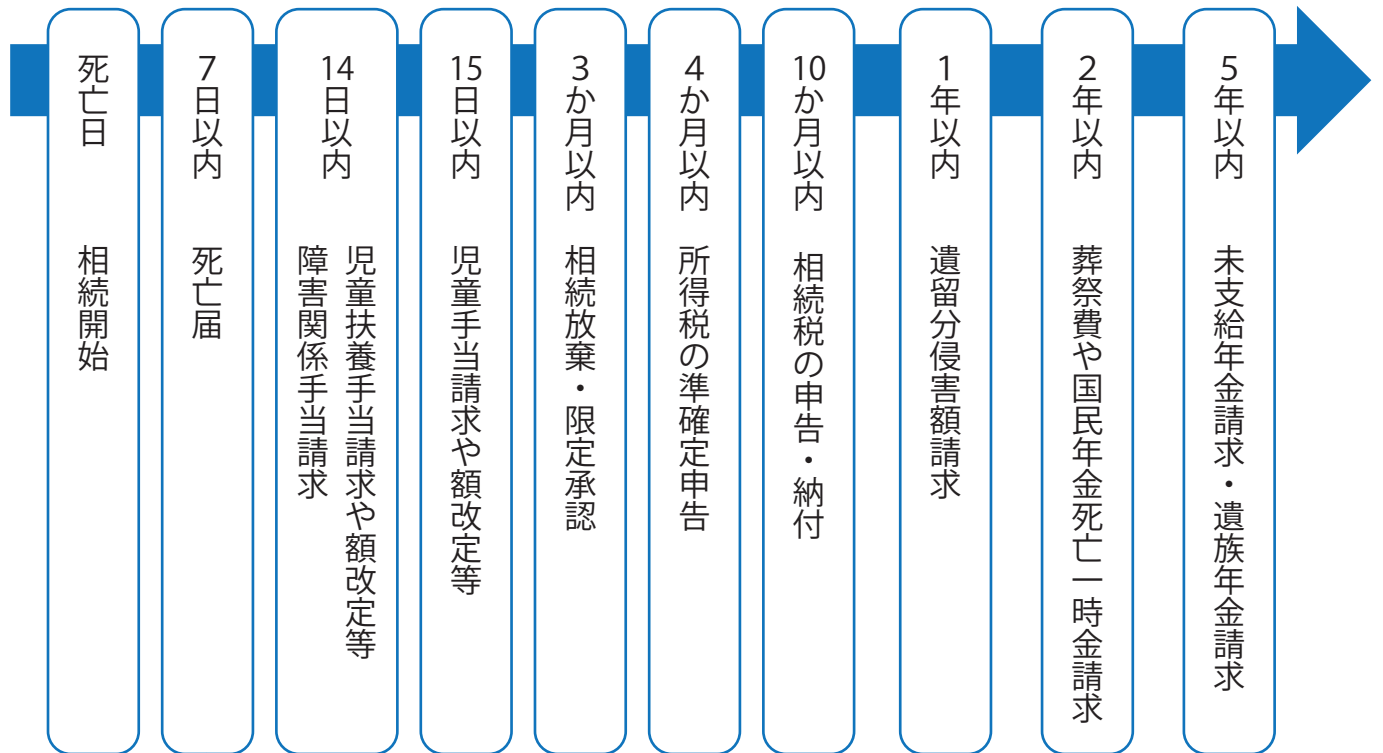 死亡日
相続開始
7日以内
死亡届
14日以内
児童扶養手当請求や額改定等
障害関係手当請求
15日以内
児童手当請求や額改定等
3か月以内
相続放棄・限定承認
4か月以内
所得税の準確定申告
10か月以内
相続税の申告・納付
1年以内
遺留分侵害額請求
2年以内
葬祭費や国民年金死亡一時金請求
5年以内
未支給年金請求・遺族年金請求